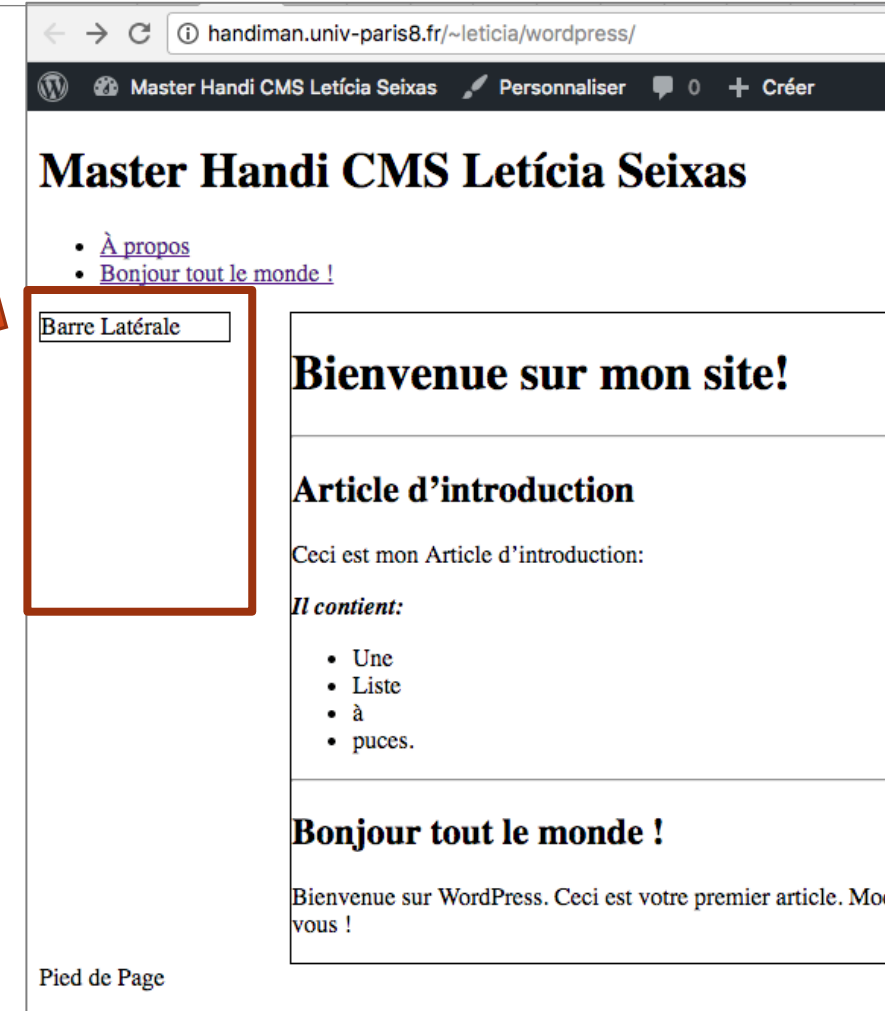 handiman.univ-paris8.fr/~leticia/wordpress/
Master Handi CMS Letícia Seixas Personnaliser 0 + Créer
Master Handi CMS Letícia Seixas
• À propos
• Bonjour tout le monde !
Barre Latérale
Bienvenue sur mon site!
Article d’introduction
Ceci est mon Article d’introduction:
Il contient:
• Une
• Liste
• à
• puces.
Bonjour tout le monde !
Bienvenue sur WordPress. Ceci est votre premier article.
vous !
Pied de Page